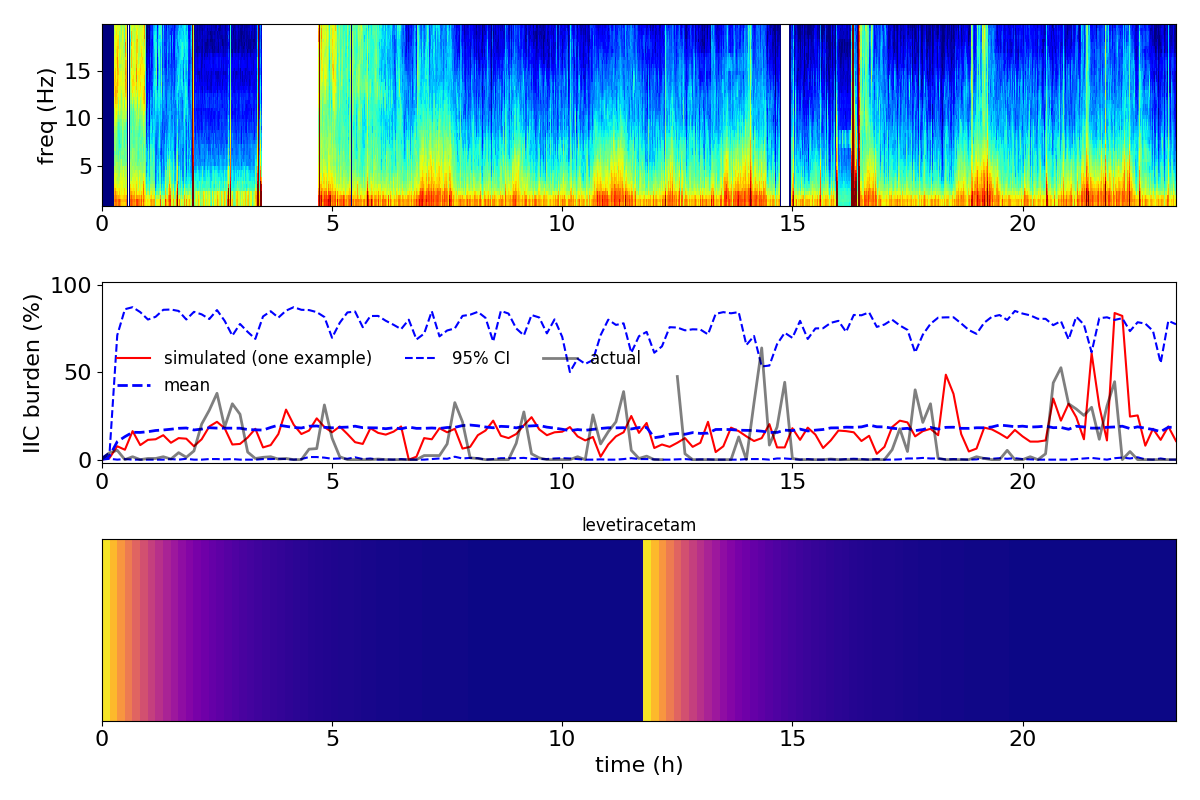 freq (Hz)
15
10
5
0 5 10 15 20
IIC burden (%)
100
50
0
simulated (one example) 95% CI actual
mean
0 5 10 15 20
levetiracetam
0 5 10 15 20
time (h)